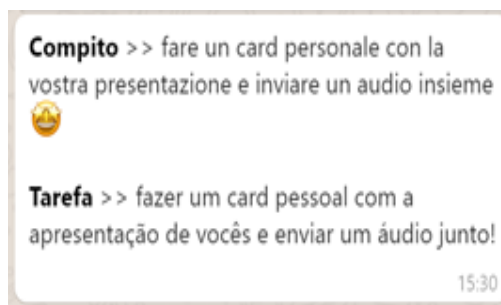 Compito >> fare un card personale con la
vostra presentazione e inviare un audio insieme
🤩
Tarefa >> fazer um card pessoal com a
apresentação de vocês e enviar um áudio junto!
15:30